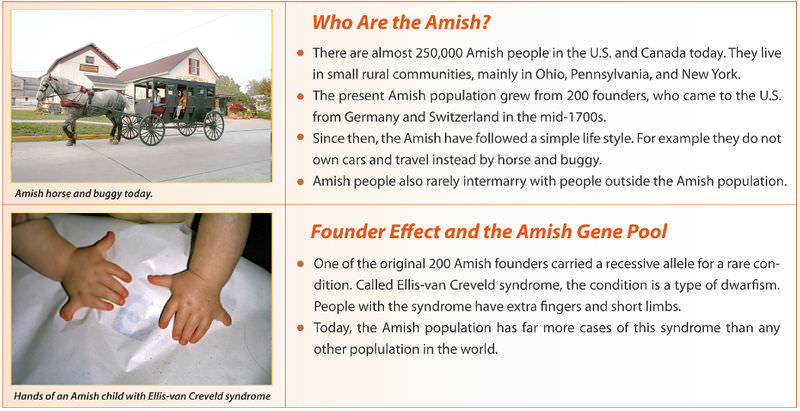 Who Are the Amish?
• There are almost 250,000 Amish people in the U.S. and Canada today. They live
in small rural communities, mainly in Ohio, Pennsylvania, and New York.
• The present Amish population grew from 200 founders, who came to the U.S.
from Germany and Switzerland in the mid-1700s.
• Since then, the Amish have followed a simple life style. For example they do not
own cars and travel instead by horse and buggy.
• Amish people also rarely intermarry with people outside the Amish population.
Amish horse and buggy today.
Founder Effect and the Amish Gene Pool
• One of the original 200 Amish founders carried a recessive allele for a rare con-
dition. Called Ellis-van Creveld syndrome, the condition is a type of dwarfism.
People with the syndrome have extra fingers and short limbs.
• Today, the Amish population has far more cases of this syndrome than any
other poplulation in the world.
Hands of an Amish child with Ellis-van Creveld syndrome